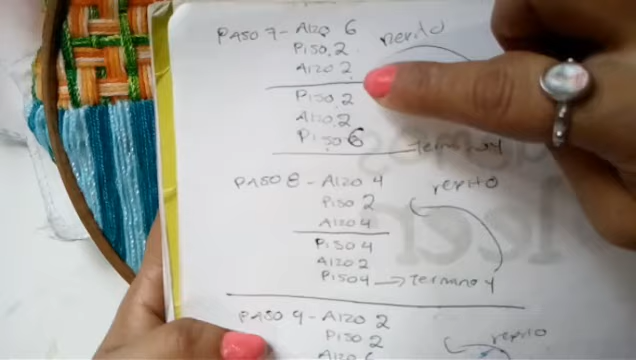 PASO 7 - Alzo 6
repito
Piso. 2
Alzo 2
Piso. 2
Alzo. 2
Piso 6
termino y
PASO 8 - Alzo 4
repito
Piso 2
Alzo 4
Piso 4
Alzo 2
Piso 4 → termino y
PASO 9 - Alzo 2
Piso 2
repito
Alzo 6